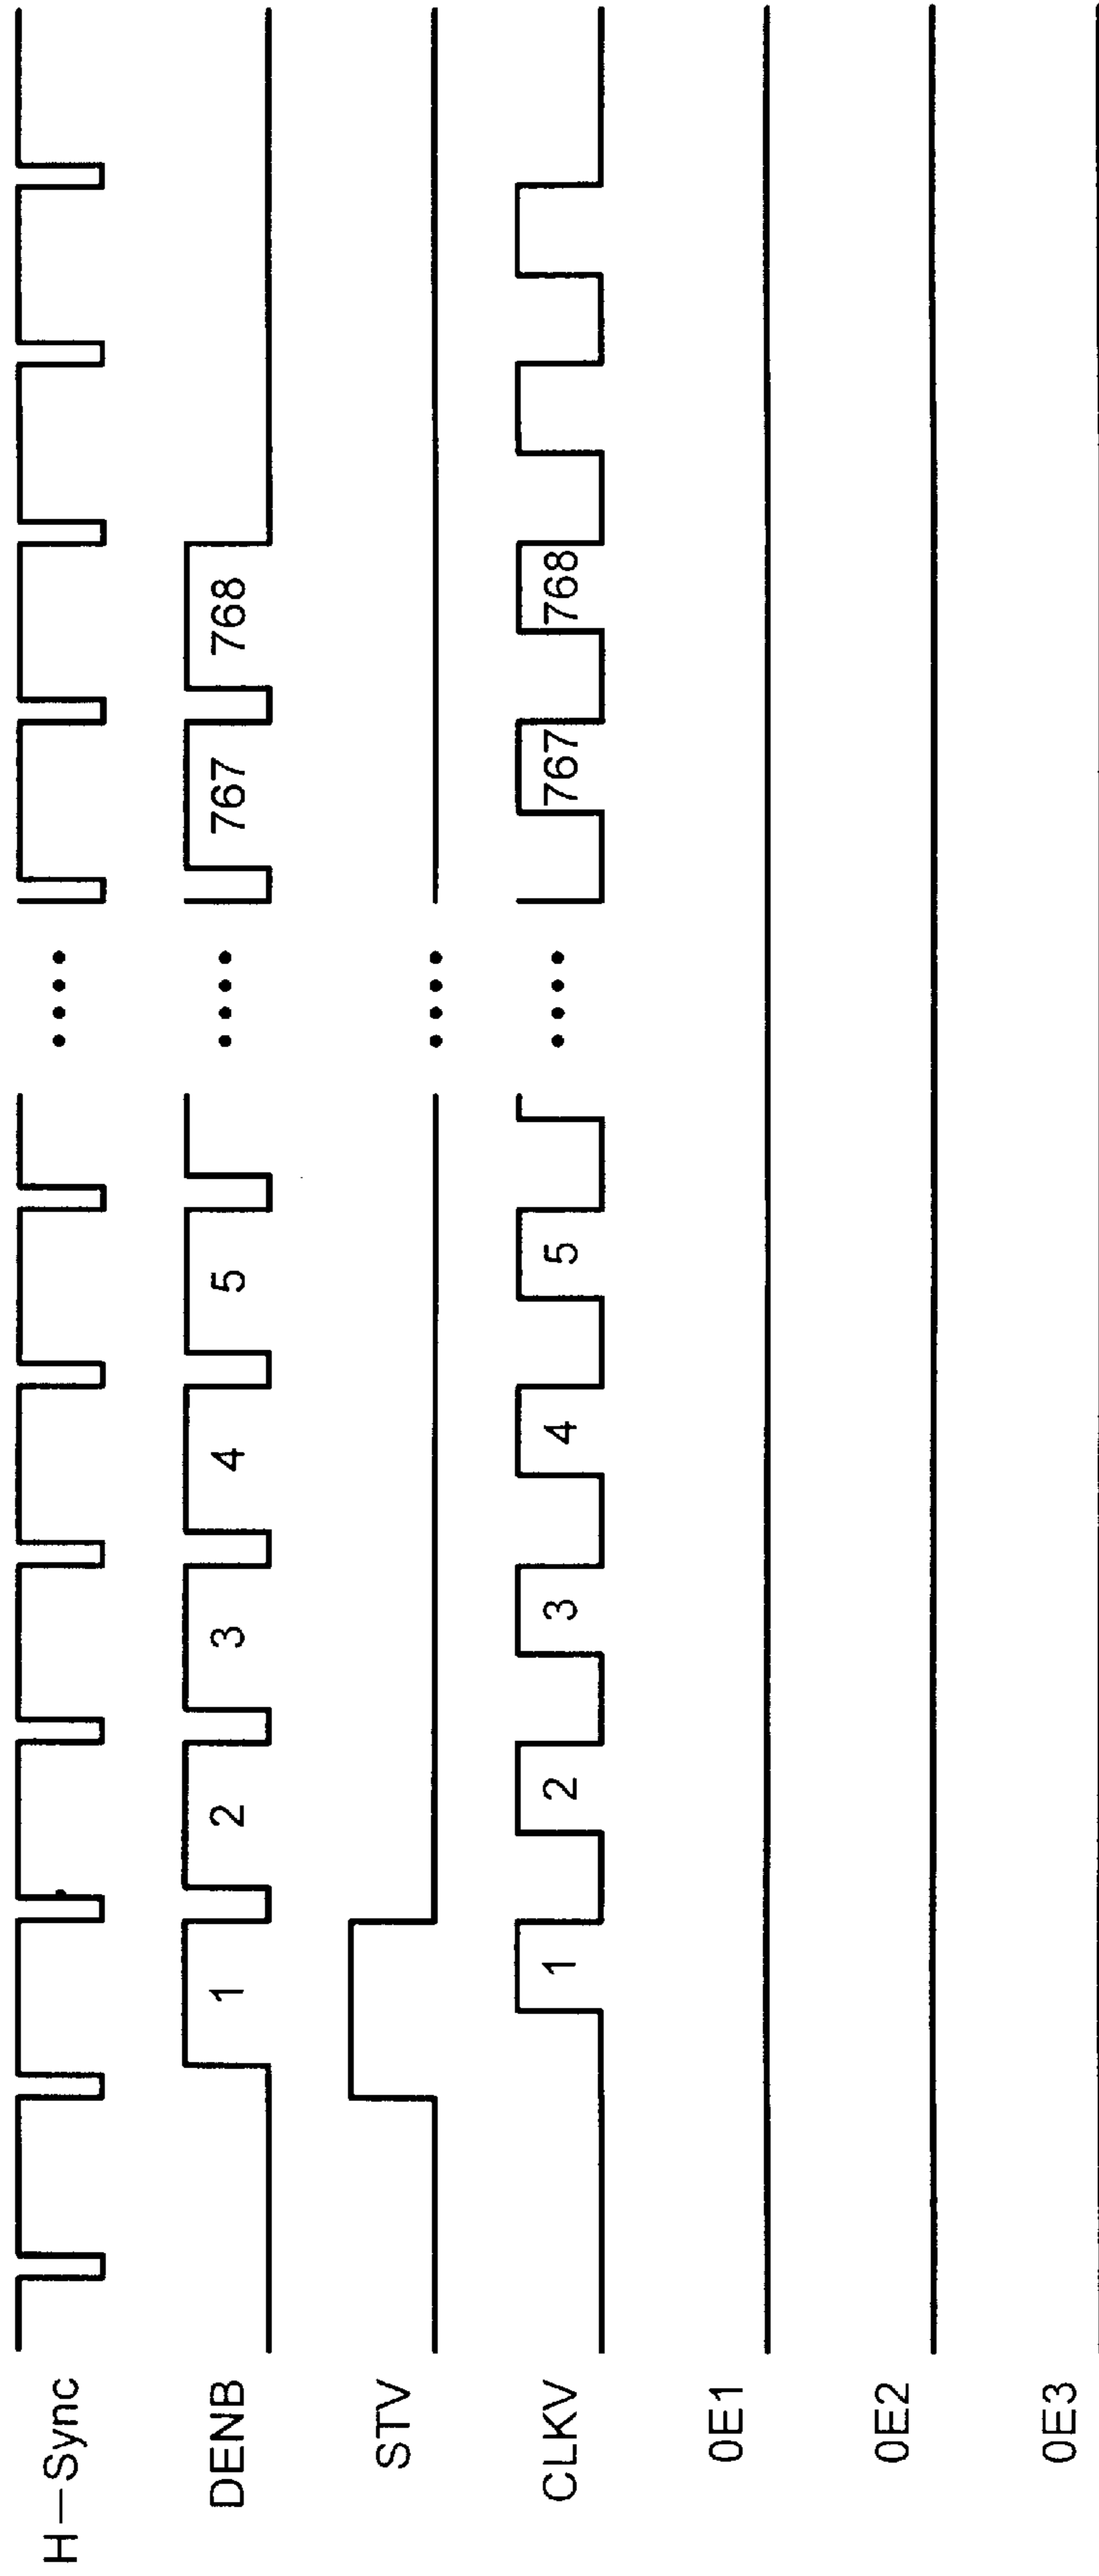 H—Sync
DENB 1 2 3 4 5 •••• 767 768
STV
CLKV 1 2 3 4 5 •••• 767 768
0E1
0E2
0E3